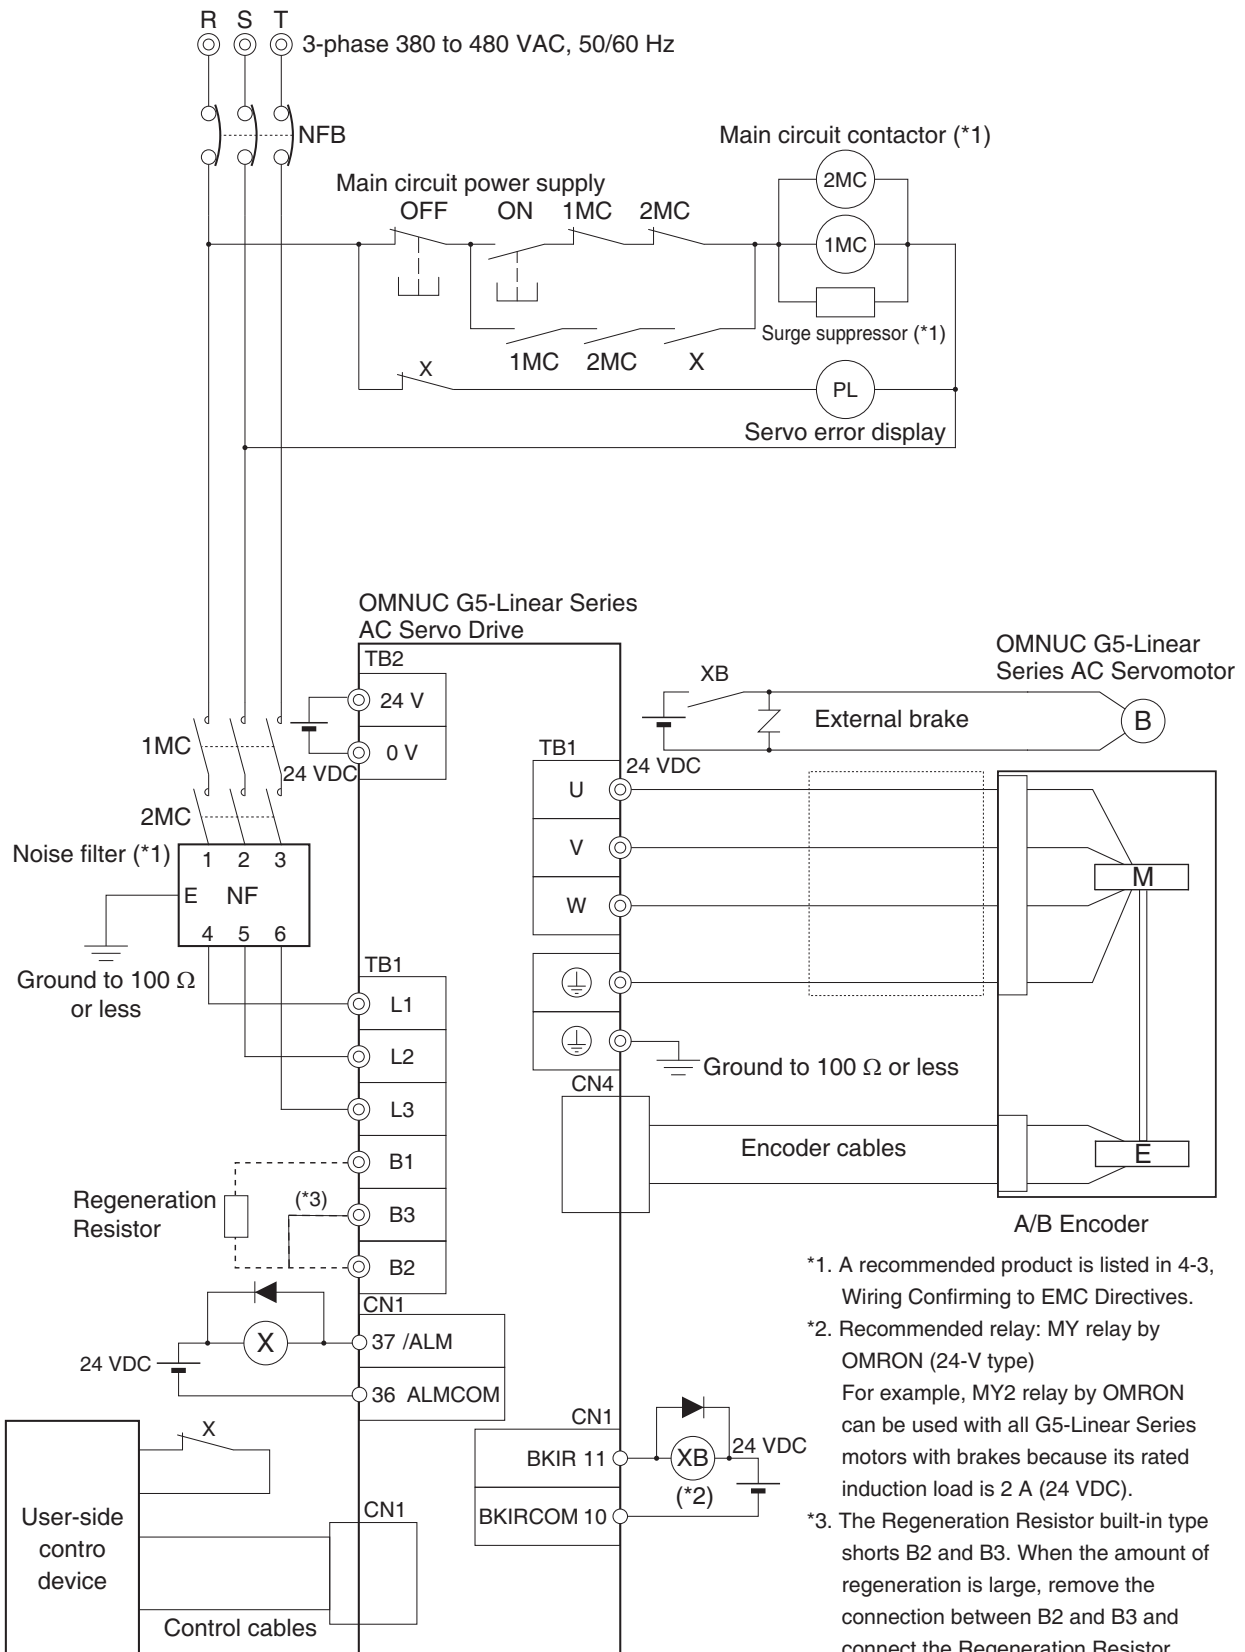 R S T
3-phase 380 to 480 VAC, 50/60 Hz
NFB
Main circuit contactor (*1)
2MC
Main circuit power supply
OFF ON 1MC 2MC
1MC
Surge suppressor (*1)
1MC 2MC X
X
PL
Servo error display
OMNUC G5-Linear Series
AC Servo Drive
OMNUC G5-Linear
Series AC Servomotor
TB2
24 V
0 V
24 VDC
XB
External brake
B
24 VDC
1MC
2MC
Noise filter (*1)
1 2 3
E NF
4 5 6
Ground to 100 Ω
or less
TB1
U
V
W
M
Ground to 100 Ω or less
TB1
L1
L2
L3
B1
B3
B2
Regeneration
Resistor
(*3)
CN4
Encoder cables
E
A/B Encoder
CN1
X
37 /ALM
24 VDC
36 ALMCOM
CN1
BKIR 11
XB
24 VDC
(*2)
BKIRCOM 10
X
User-side
contro
device
CN1
Control cables
*1. A recommended product is listed in 4-3,
Wiring Confirming to EMC Directives.
*2. Recommended relay: MY relay by
OMRON (24-V type)
For example, MY2 relay by OMRON
can be used with all G5-Linear Series
motors with brakes because its rated
induction load is 2 A (24 VDC).
*3. The Regeneration Resistor built-in type
shorts B2 and B3. When the amount of
regeneration is large, remove the
connection between B2 and B3 and
connect the Regeneration Resistor